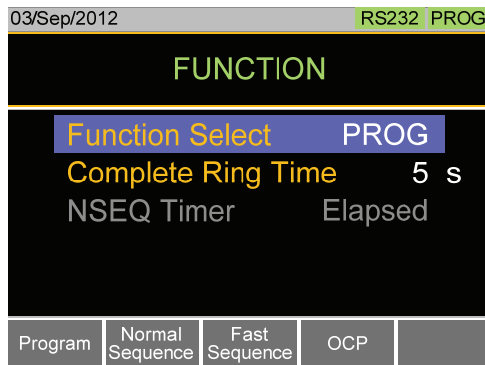 03/Sep/2012 RS232 PROG
FUNCTION
Function Select PROG
Complete Ring Time 5 s
NSEQ Timer Elapsed
Program Normal Sequence Fast Sequence OCP